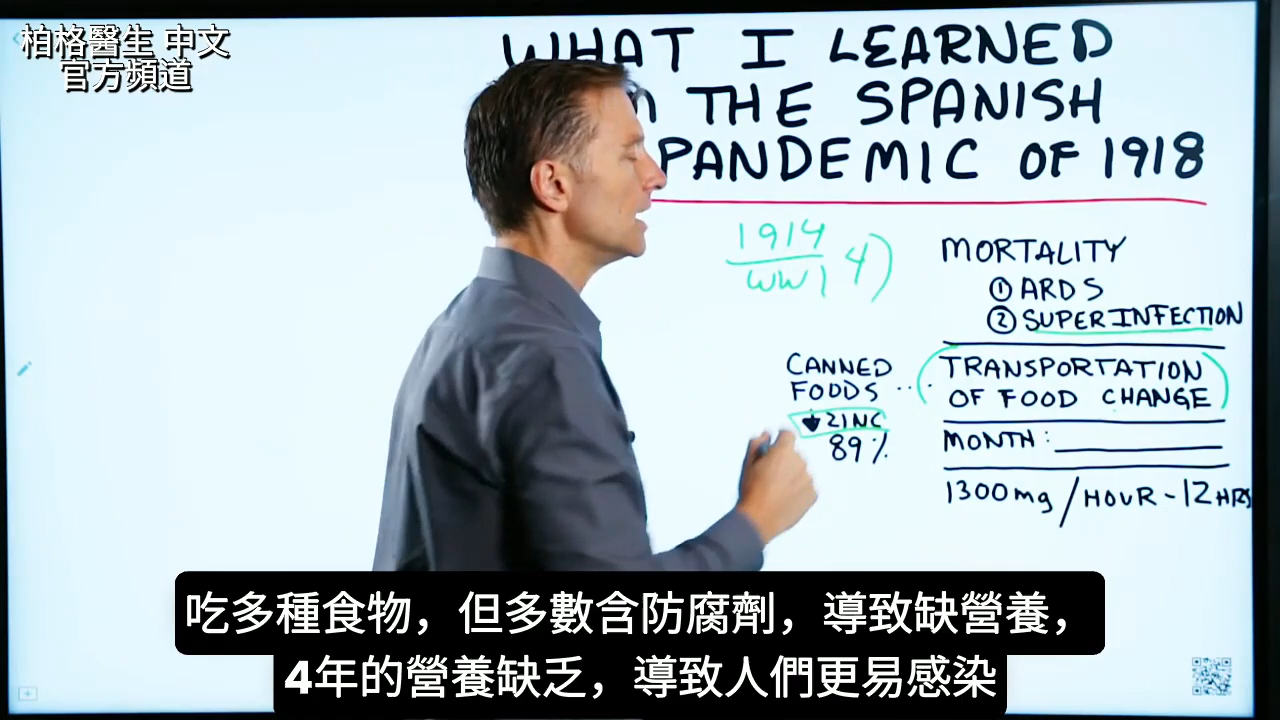 柏格醫生 中文
官方頻道
WHAT I LEARNED
THE SPANISH
PANDEMIC OF 1918
1914
WW1 4)
MORTALITY
① ARDS
② SUPERINFECTION
CANNED
FOODS ...
↓ ZINC
89%
TRANSPORTATION
OF FOOD CHANGE
MONTH:
1300mg/HOUR-12HRS
吃多種食物，但多數含防腐劑，導致缺營養，
4年的營養缺乏，導致人們更易感染